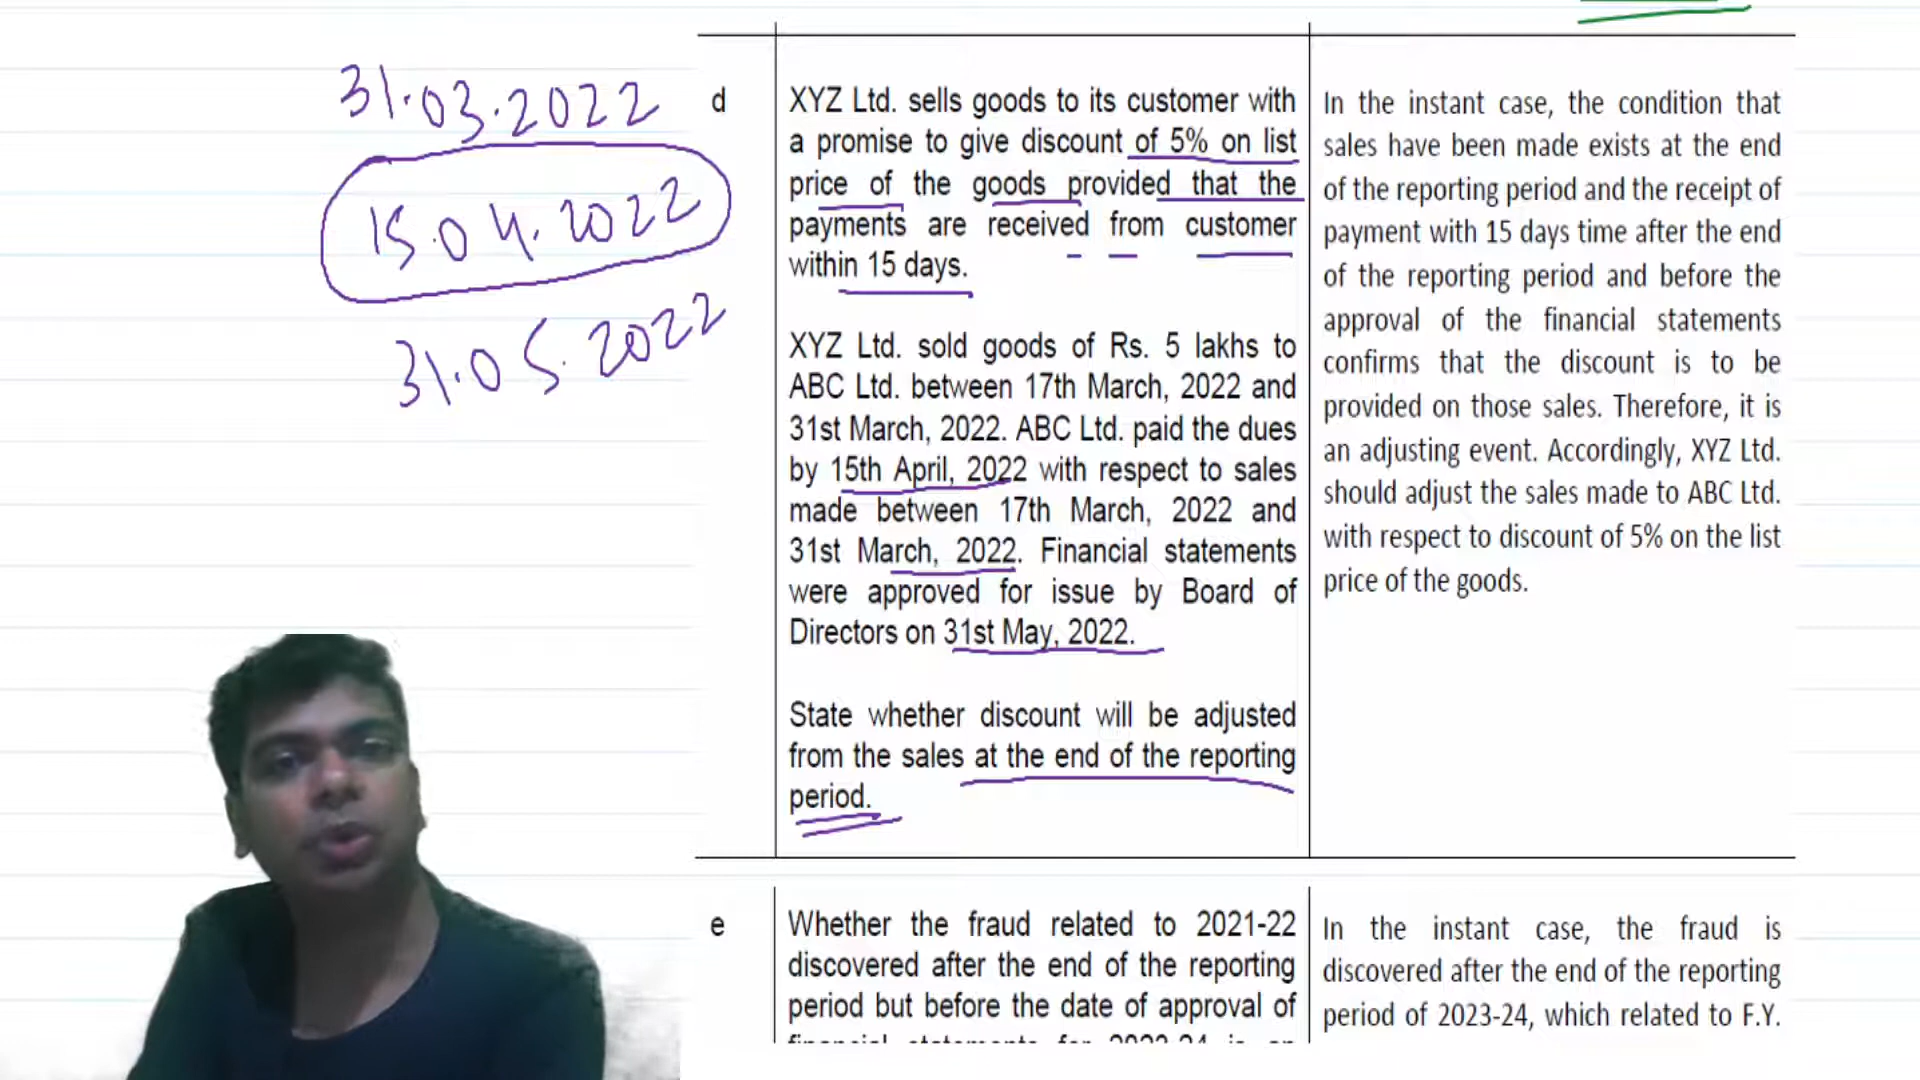 31.03.2022
15.04.2022
31.05.2022
d
XYZ Ltd. sells goods to its customer with
a promise to give discount of 5% on list
price of the goods provided that the
payments are received from customer
within 15 days.
XYZ Ltd. sold goods of Rs. 5 lakhs to
ABC Ltd. between 17th March, 2022 and
31st March, 2022. ABC Ltd. paid the dues
by 15th April, 2022 with respect to sales
made between 17th March, 2022 and
31st March, 2022. Financial statements
were approved for issue by Board of
Directors on 31st May, 2022.
State whether discount will be adjusted
from the sales at the end of the reporting
period.
In the instant case, the condition that
sales have been made exists at the end
of the reporting period and the receipt of
payment with 15 days time after the end
of the reporting period and before the
approval of the financial statements
confirms that the discount is to be
provided on those sales. Therefore, it is
an adjusting event. Accordingly, XYZ Ltd.
should adjust the sales made to ABC Ltd.
with respect to discount of 5% on the list
price of the goods.
e
Whether the fraud related to 2021-22
discovered after the end of the reporting
period but before the date of approval of
In the instant case, the fraud is
discovered after the end of the reporting
period of 2023-24, which related to F.Y.